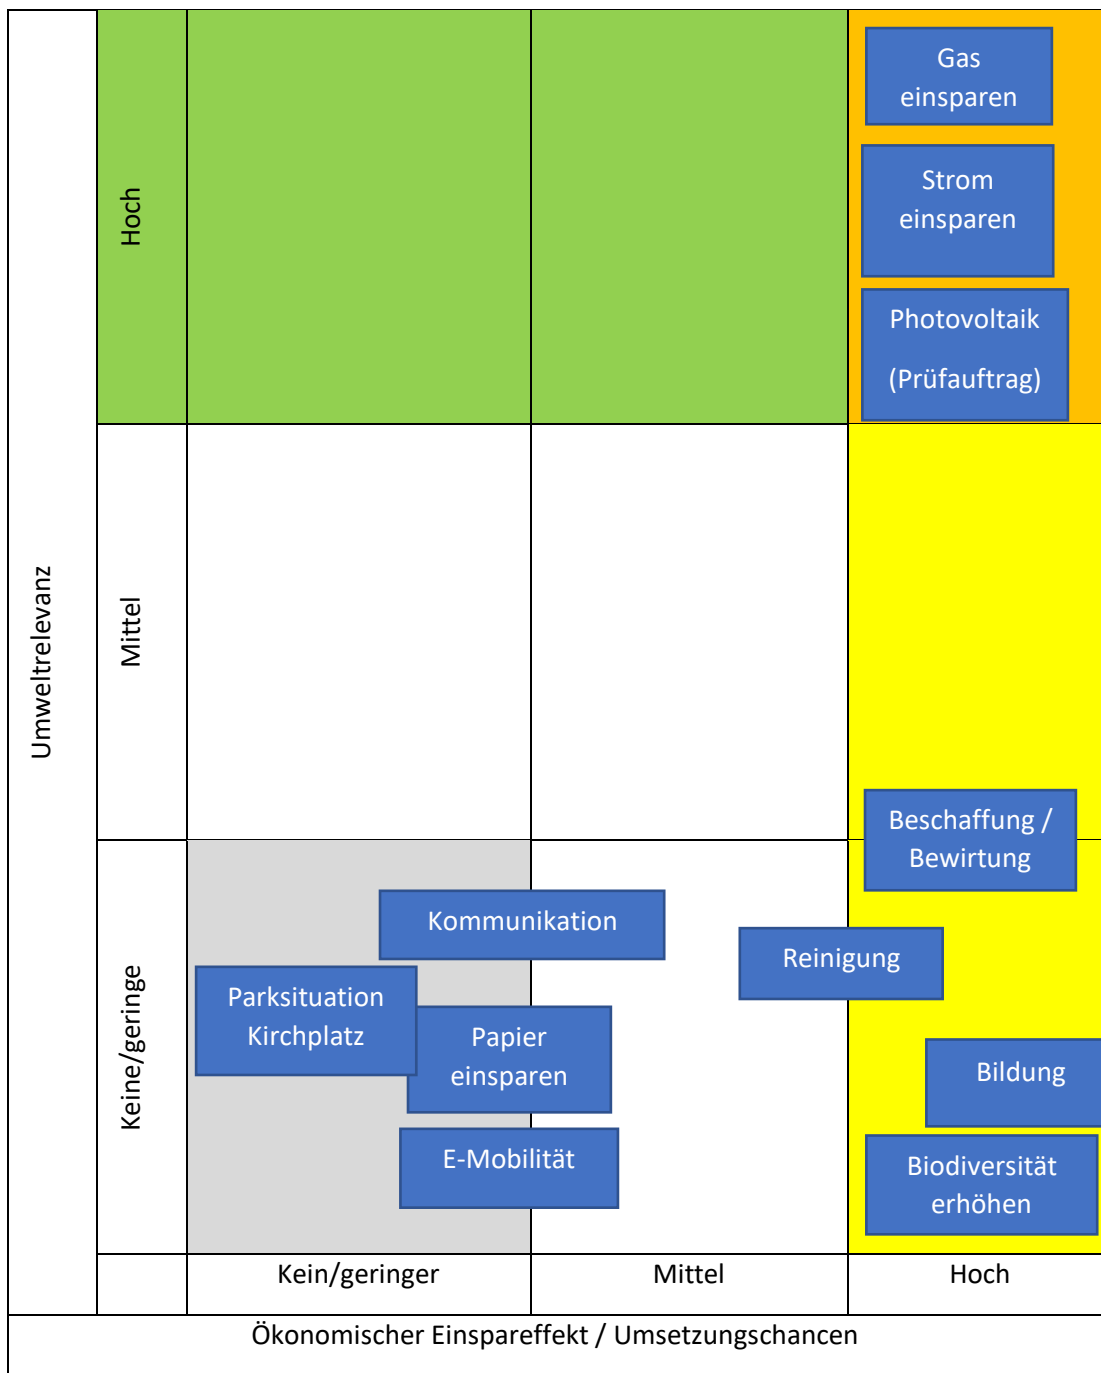 Umweltrelevanz
Hoch
Gas
einsparen
Strom
einsparen
Photovoltaik
(Prüfauftrag)
Mittel
Beschaffung /
Bewirtung
Keine/geringe
Kommunikation
Reinigung
Parksituation
Kirchplatz
Papier
einsparen
Bildung
E-Mobilität
Biodiversität
erhöhen
Kein/geringer
Mittel
Hoch
Ökonomischer Einspareffekt / Umsetzungschancen